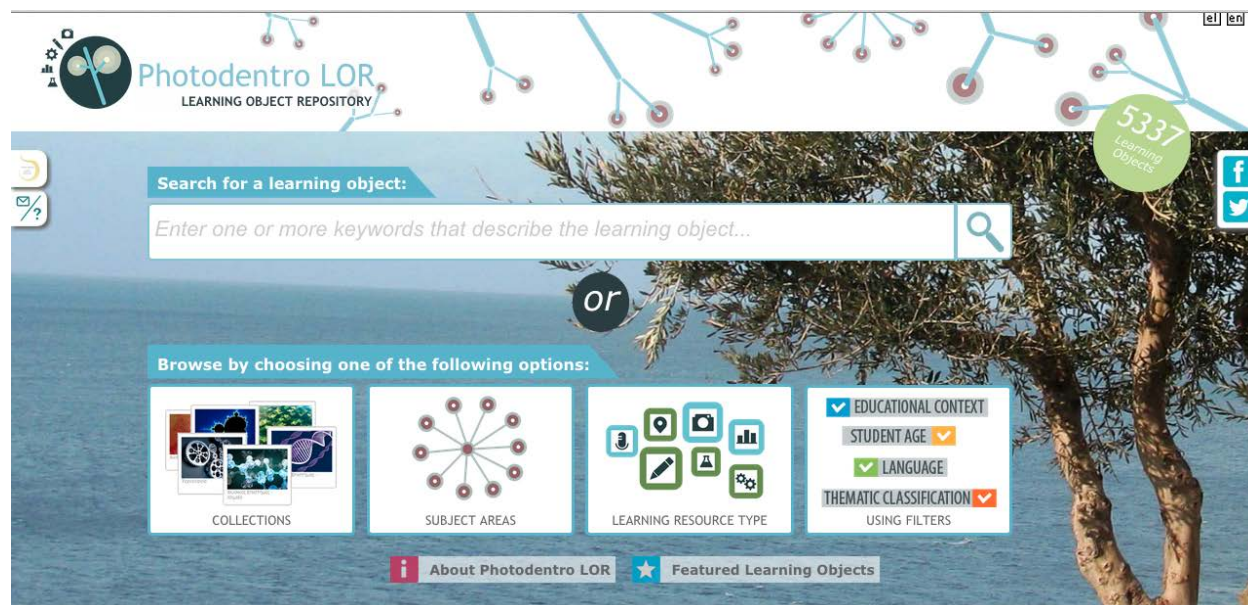 el en
Photodentro LOR
LEARNING OBJECT REPOSITORY
5337
Learning
Objects
Search for a learning object:
Enter one or more keywords that describe the learning object...
?
f
or
Browse by choosing one of the following options:
COLLECTIONS
SUBJECT AREAS
LEARNING RESOURCE TYPE
EDUCATIONAL CONTEXT
STUDENT AGE
LANGUAGE
THEMATIC CLASSIFICATION
USING FILTERS
i About Photodentro LOR
Featured Learning Objects